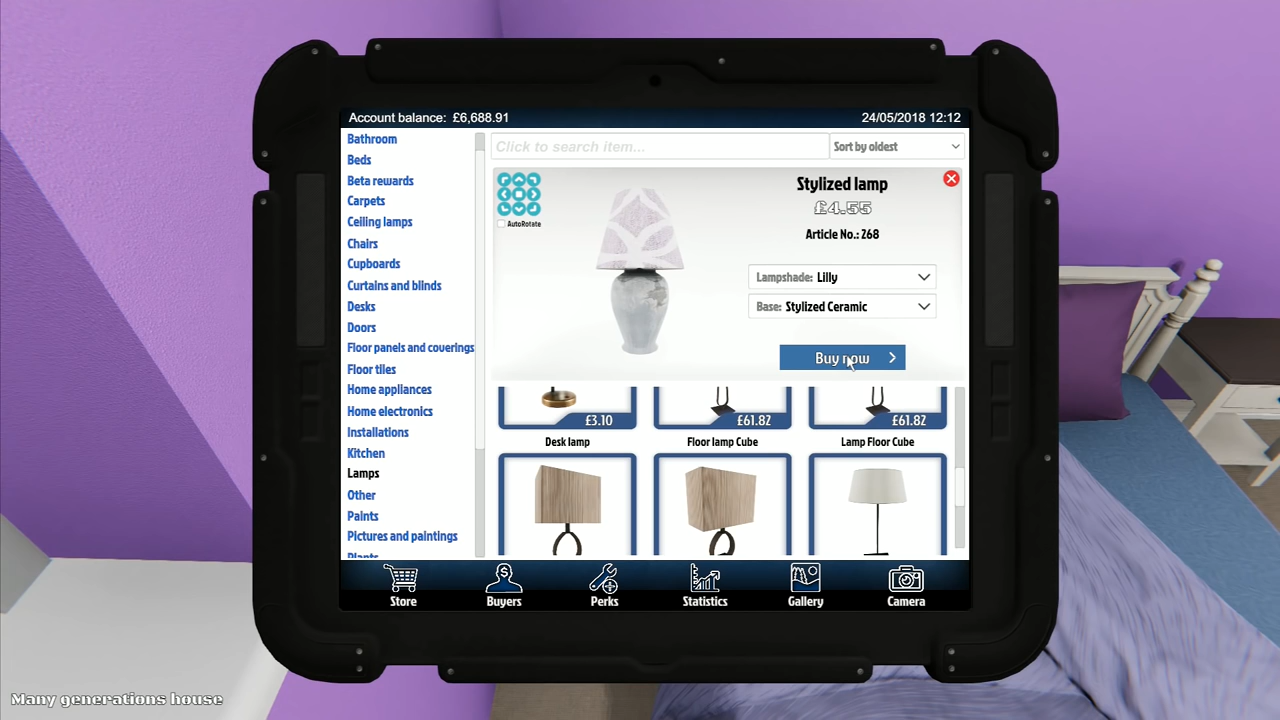 Account balance: £6,688.91
24/05/2018 12:12
Bathroom
Beds
Beta rewards
Carpets
Ceiling lamps
Chairs
Cupboards
Curtains and blinds
Desks
Doors
Floor panels and coverings
Floor tiles
Home appliances
Home electronics
Installations
Kitchen
Lamps
Other
Paints
Pictures and paintings
Plants
Click to search item...
Sort by oldest
AutoRotate
Stylized lamp
£4.55
Article No.: 268
Lampshade: Lilly
Base: Stylized Ceramic
Buy now
£3.10
£61.82
£61.82
Desk lamp
Floor lamp Cube
Lamp Floor Cube
Store
Buyers
Perks
Statistics
Gallery
Camera
Many generations house